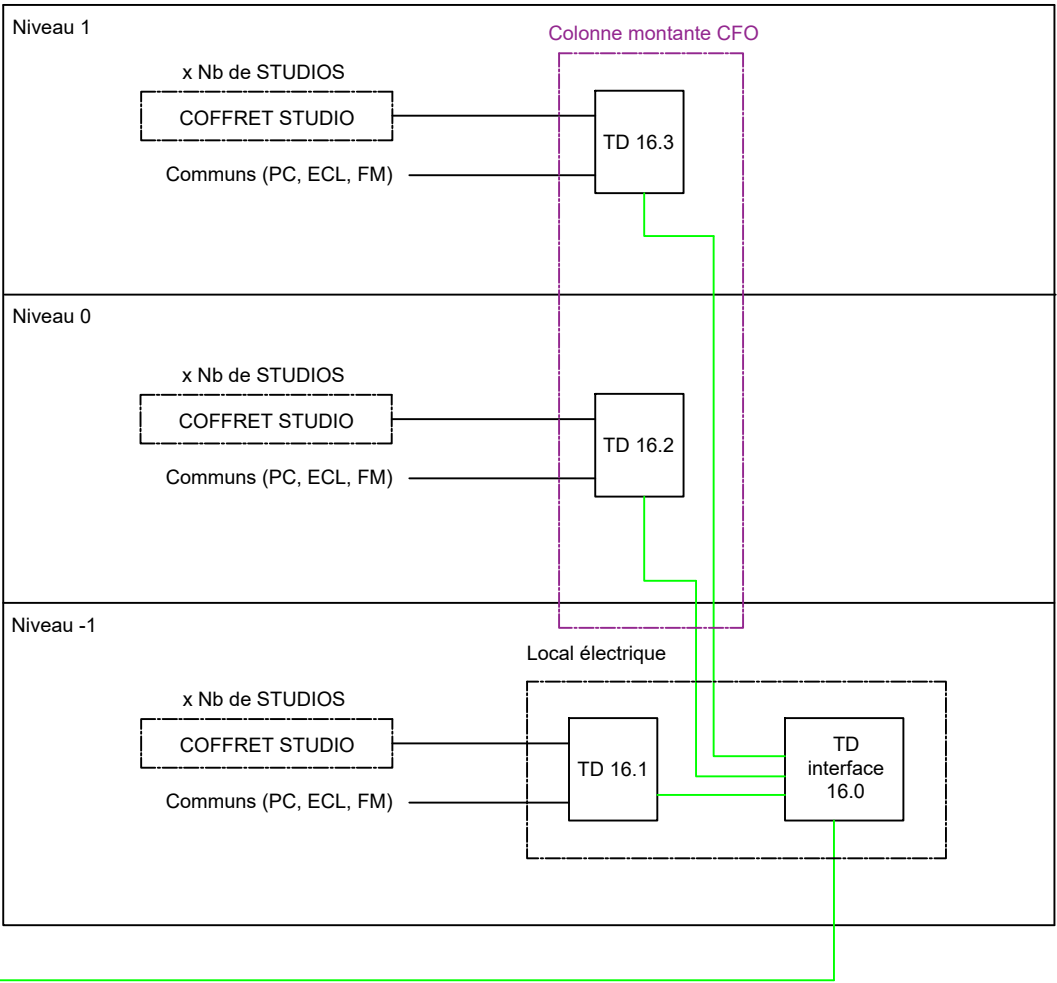 Niveau 1
Colonne montante CFO
x Nb de STUDIOS
COFFRET STUDIO
TD 16.3
Communs (PC, ECL, FM)
Niveau 0
x Nb de STUDIOS
COFFRET STUDIO
TD 16.2
Communs (PC, ECL, FM)
Niveau -1
Local électrique
x Nb de STUDIOS
COFFRET STUDIO
TD 16.1
TD
interface
16.0
Communs (PC, ECL, FM)